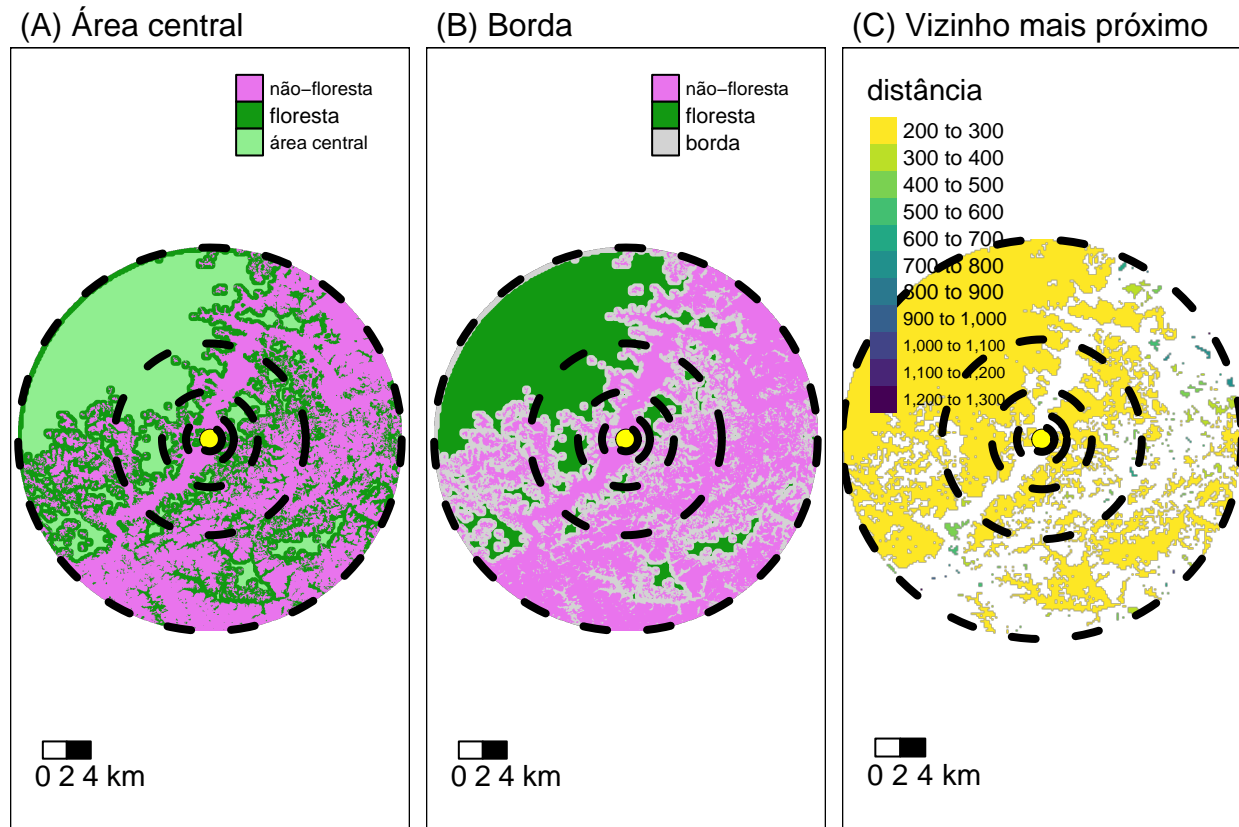 (A) Área central
não−floresta
floresta
área central
0 2 4 km
(B) Borda
não−floresta
floresta
borda
0 2 4 km
(C) Vizinho mais próximo
distância
200 to 300
300 to 400
400 to 500
500 to 600
600 to 700
700 to 800
800 to 900
900 to 1,000
1,000 to 1,100
1,100 to 1,200
1,200 to 1,300
0 2 4 km